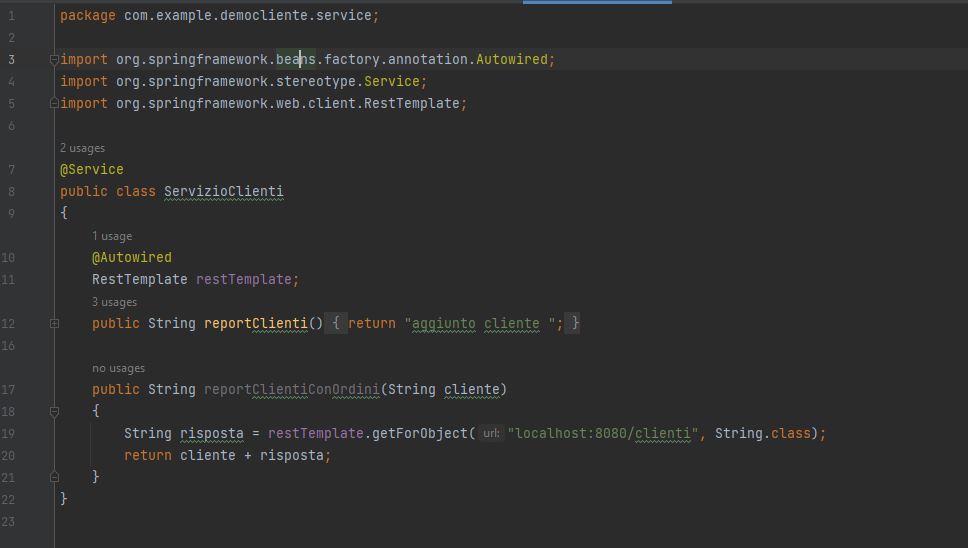 1 package com.example.democliente.service;
2
3 import org.springframework.beans.factory.annotation.Autowired;
4 import org.springframework.stereotype.Service;
5 import org.springframework.web.client.RestTemplate;
6
2 usages
7 @Service
8 public class ServizioClienti
9 {
1 usage
10 @Autowired
11 RestTemplate restTemplate;
3 usages
12 public String reportClienti() { return "aggiunto cliente "; }
16
no usages
17 public String reportClientiConOrdini(String cliente)
18 {
19 String risposta = restTemplate.getForObject( url: "localhost:8080/clienti", String.class);
20 return cliente + risposta;
21 }
22 }
23